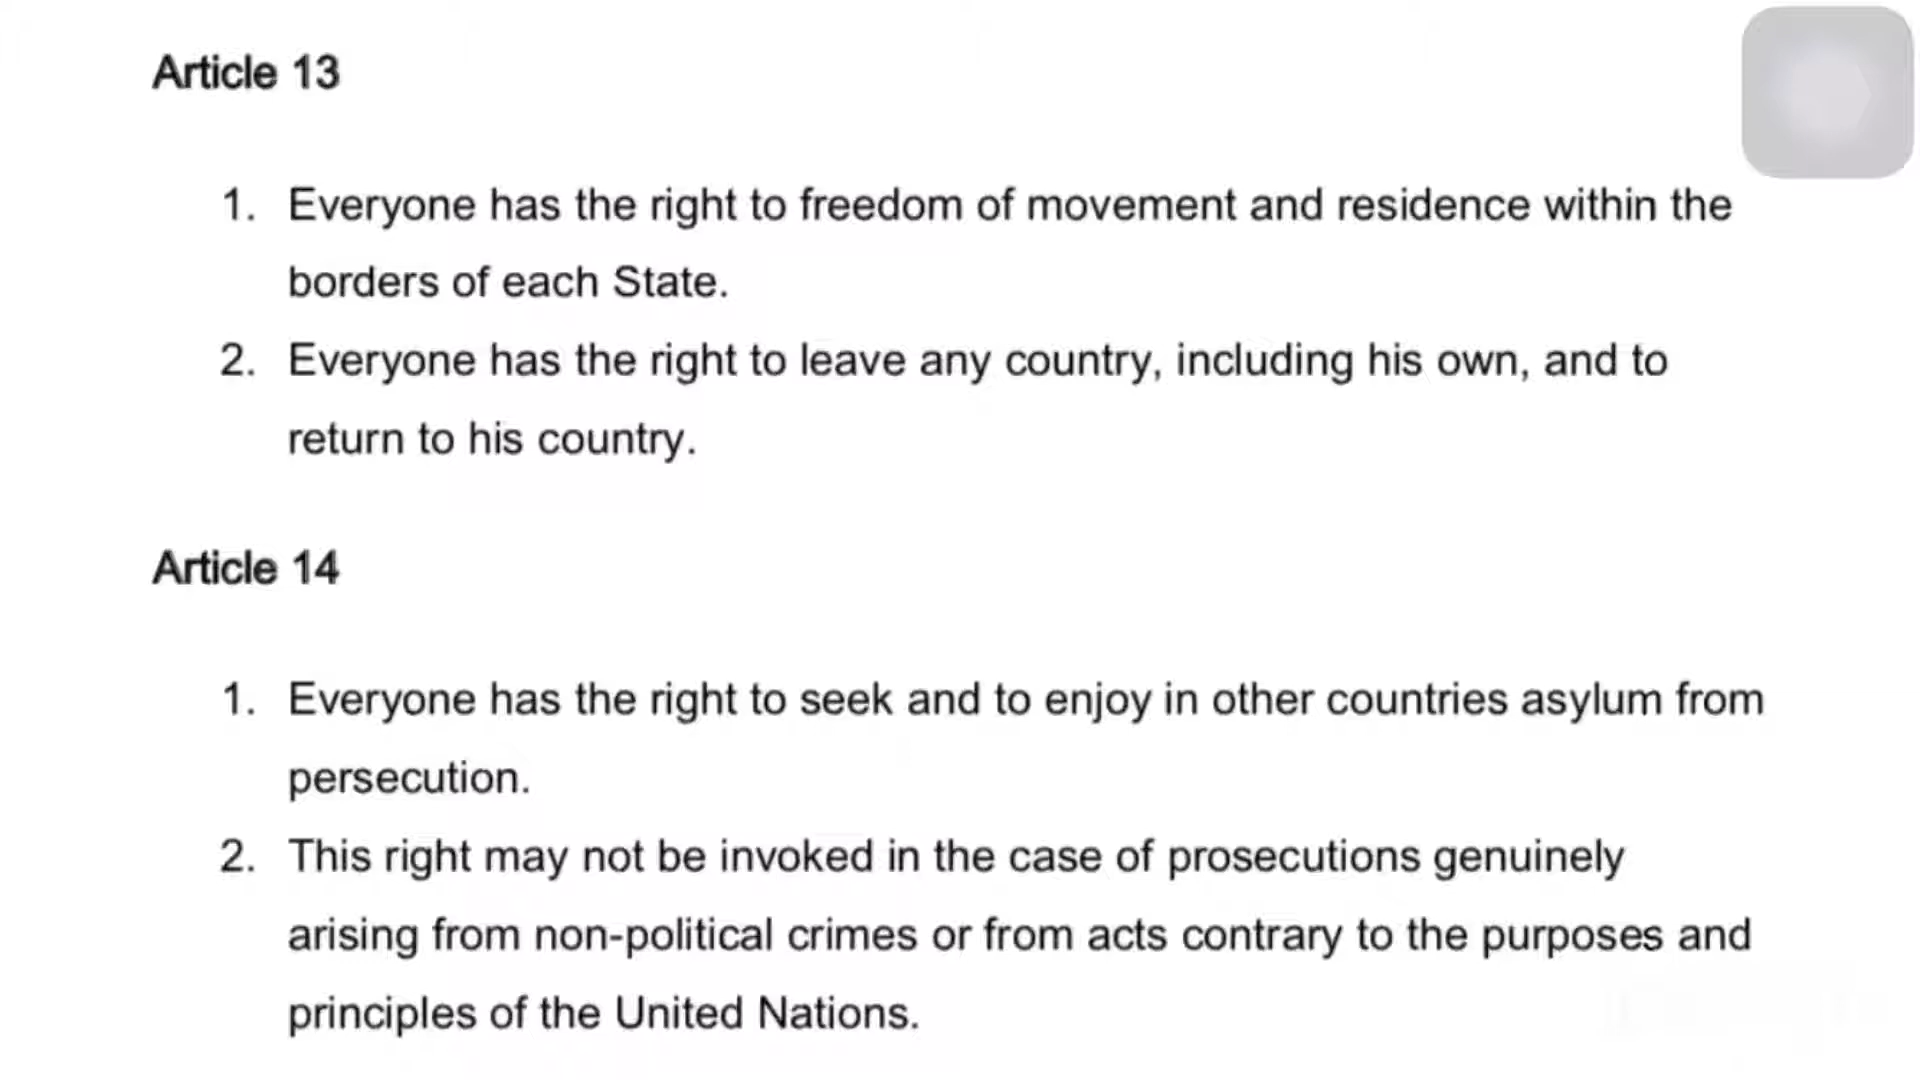 Article 13
1. Everyone has the right to freedom of movement and residence within the
borders of each State.
2. Everyone has the right to leave any country, including his own, and to
return to his country.
Article 14
1. Everyone has the right to seek and to enjoy in other countries asylum from
persecution.
2. This right may not be invoked in the case of prosecutions genuinely
arising from non-political crimes or from acts contrary to the purposes and
principles of the United Nations.